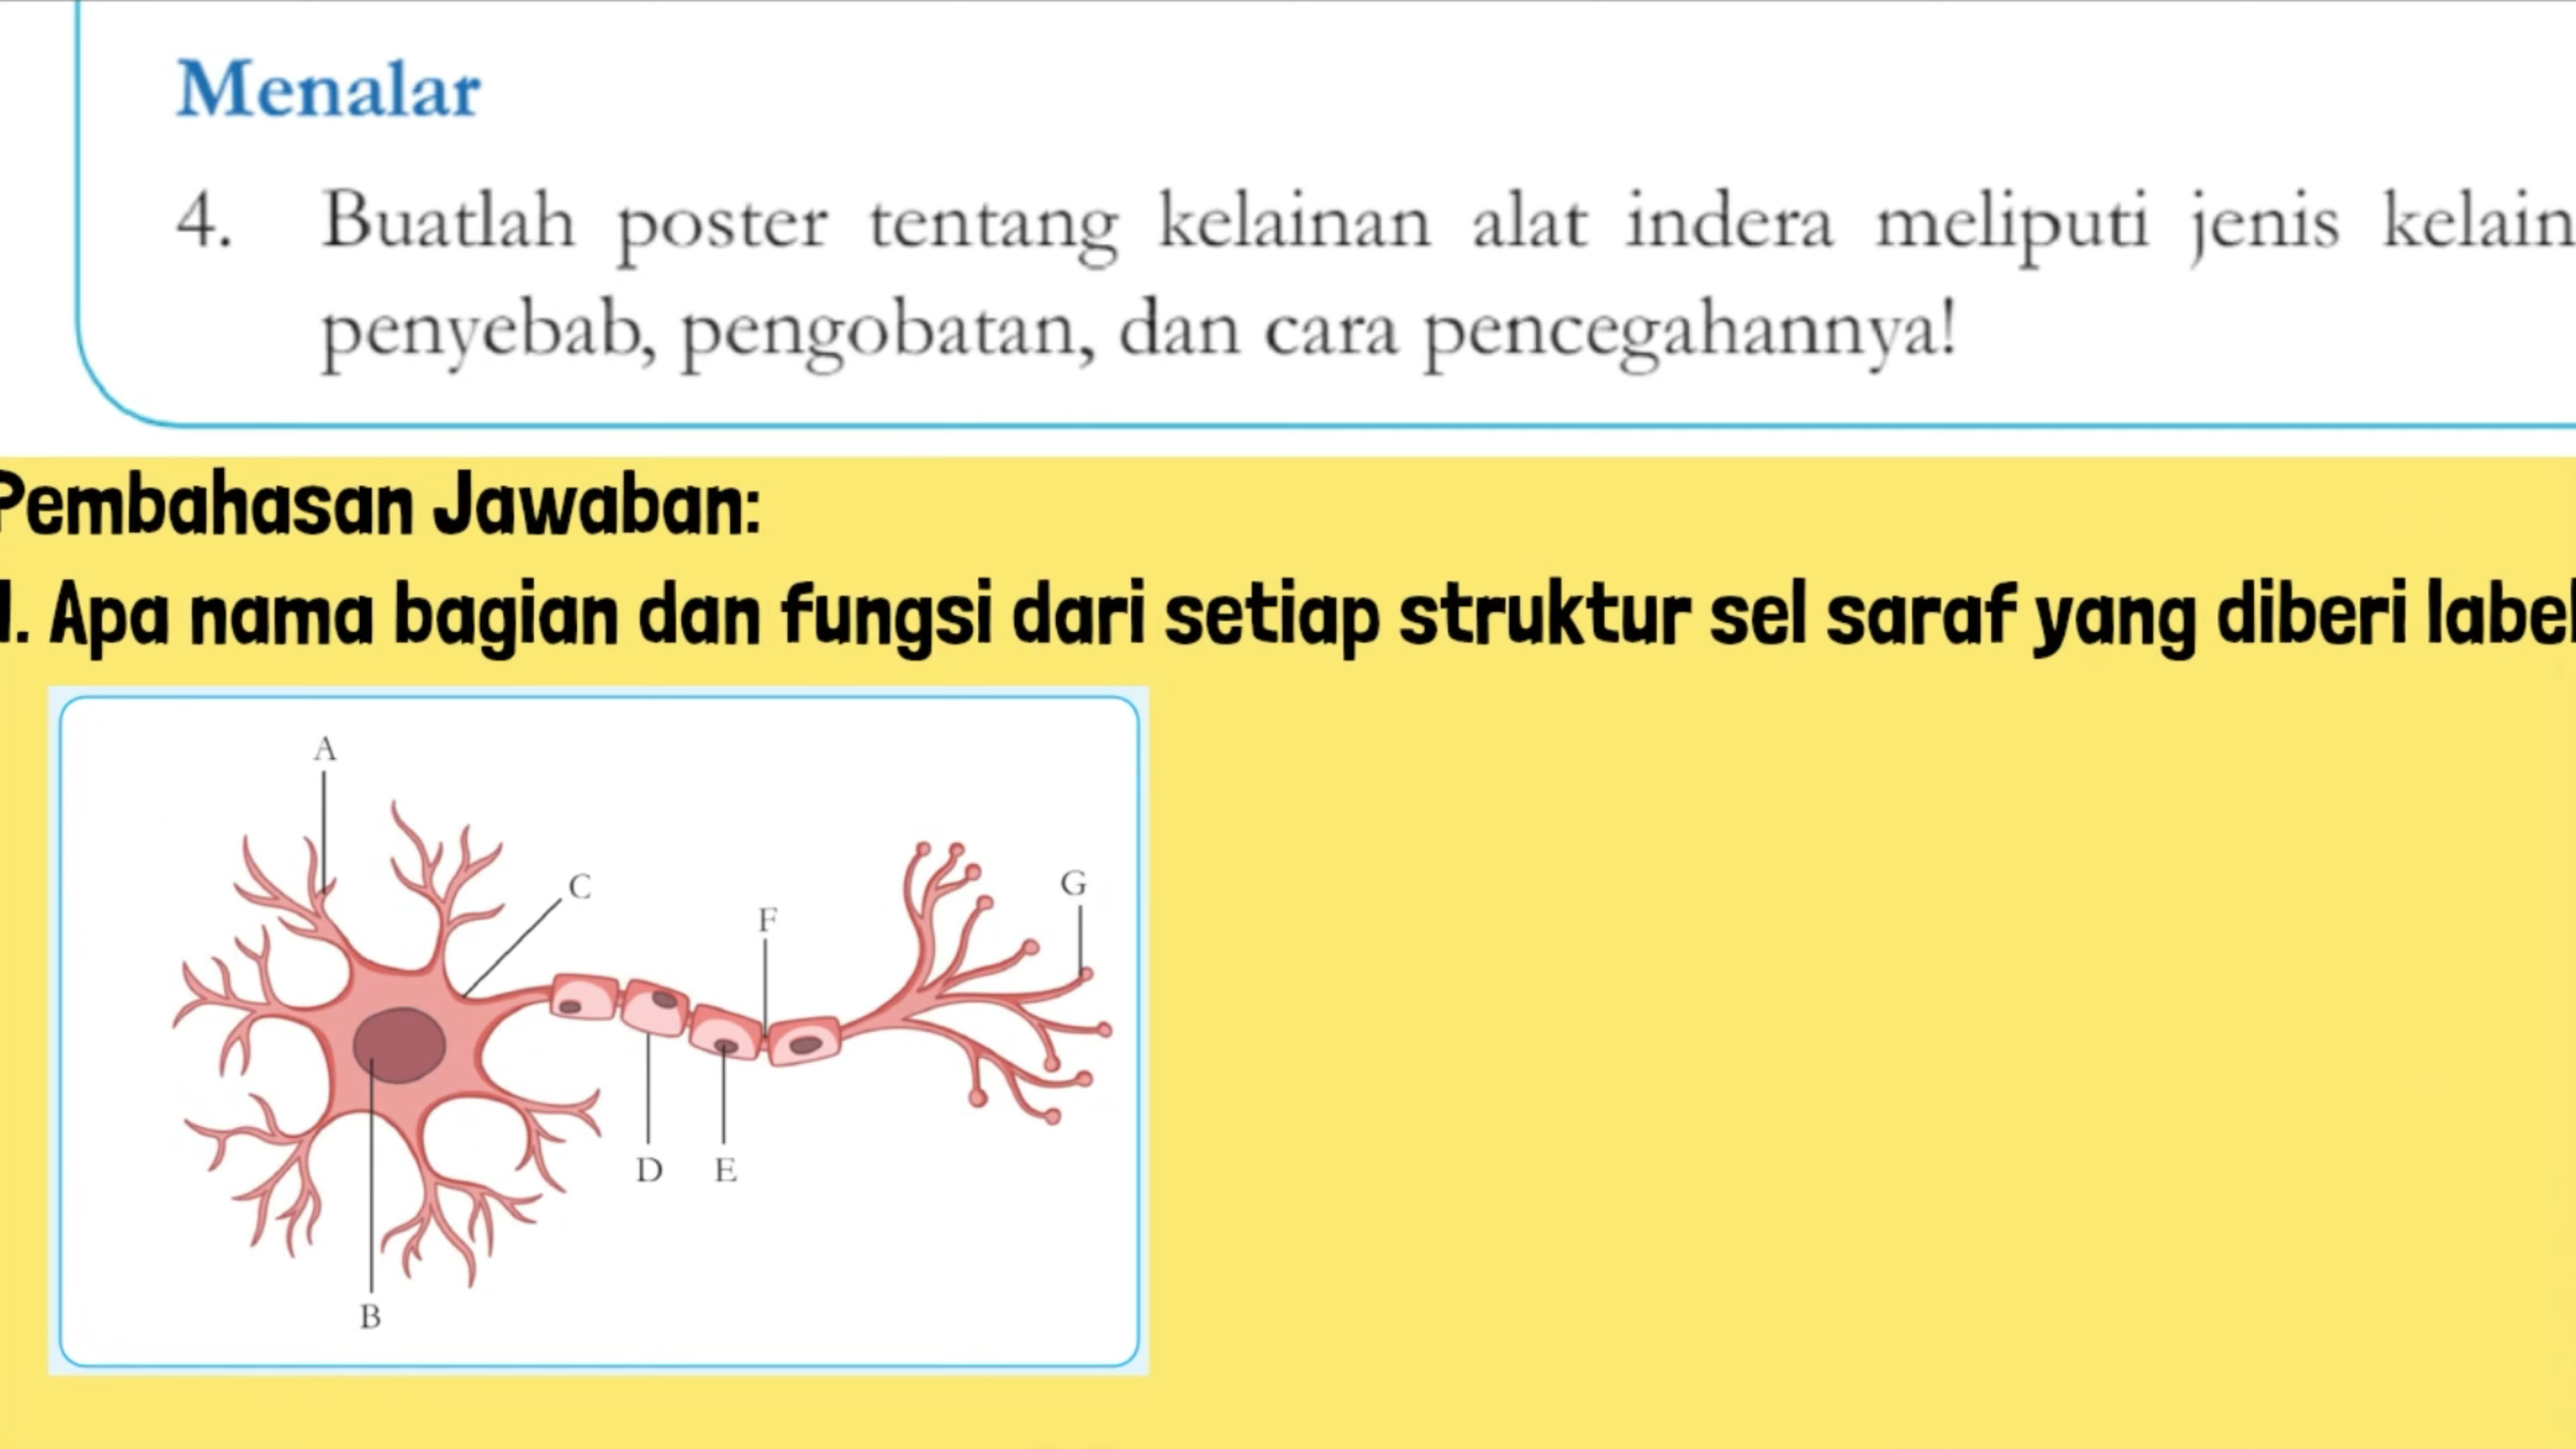 Menalar
4. Buatlah poster tentang kelainan alat indera meliputi jenis kelain
penyebab, pengobatan, dan cara pencegahannya!
Pembahasan Jawaban:
1. Apa nama bagian dan fungsi dari setiap struktur sel saraf yang diberi label
A
C
G
F
D E
B